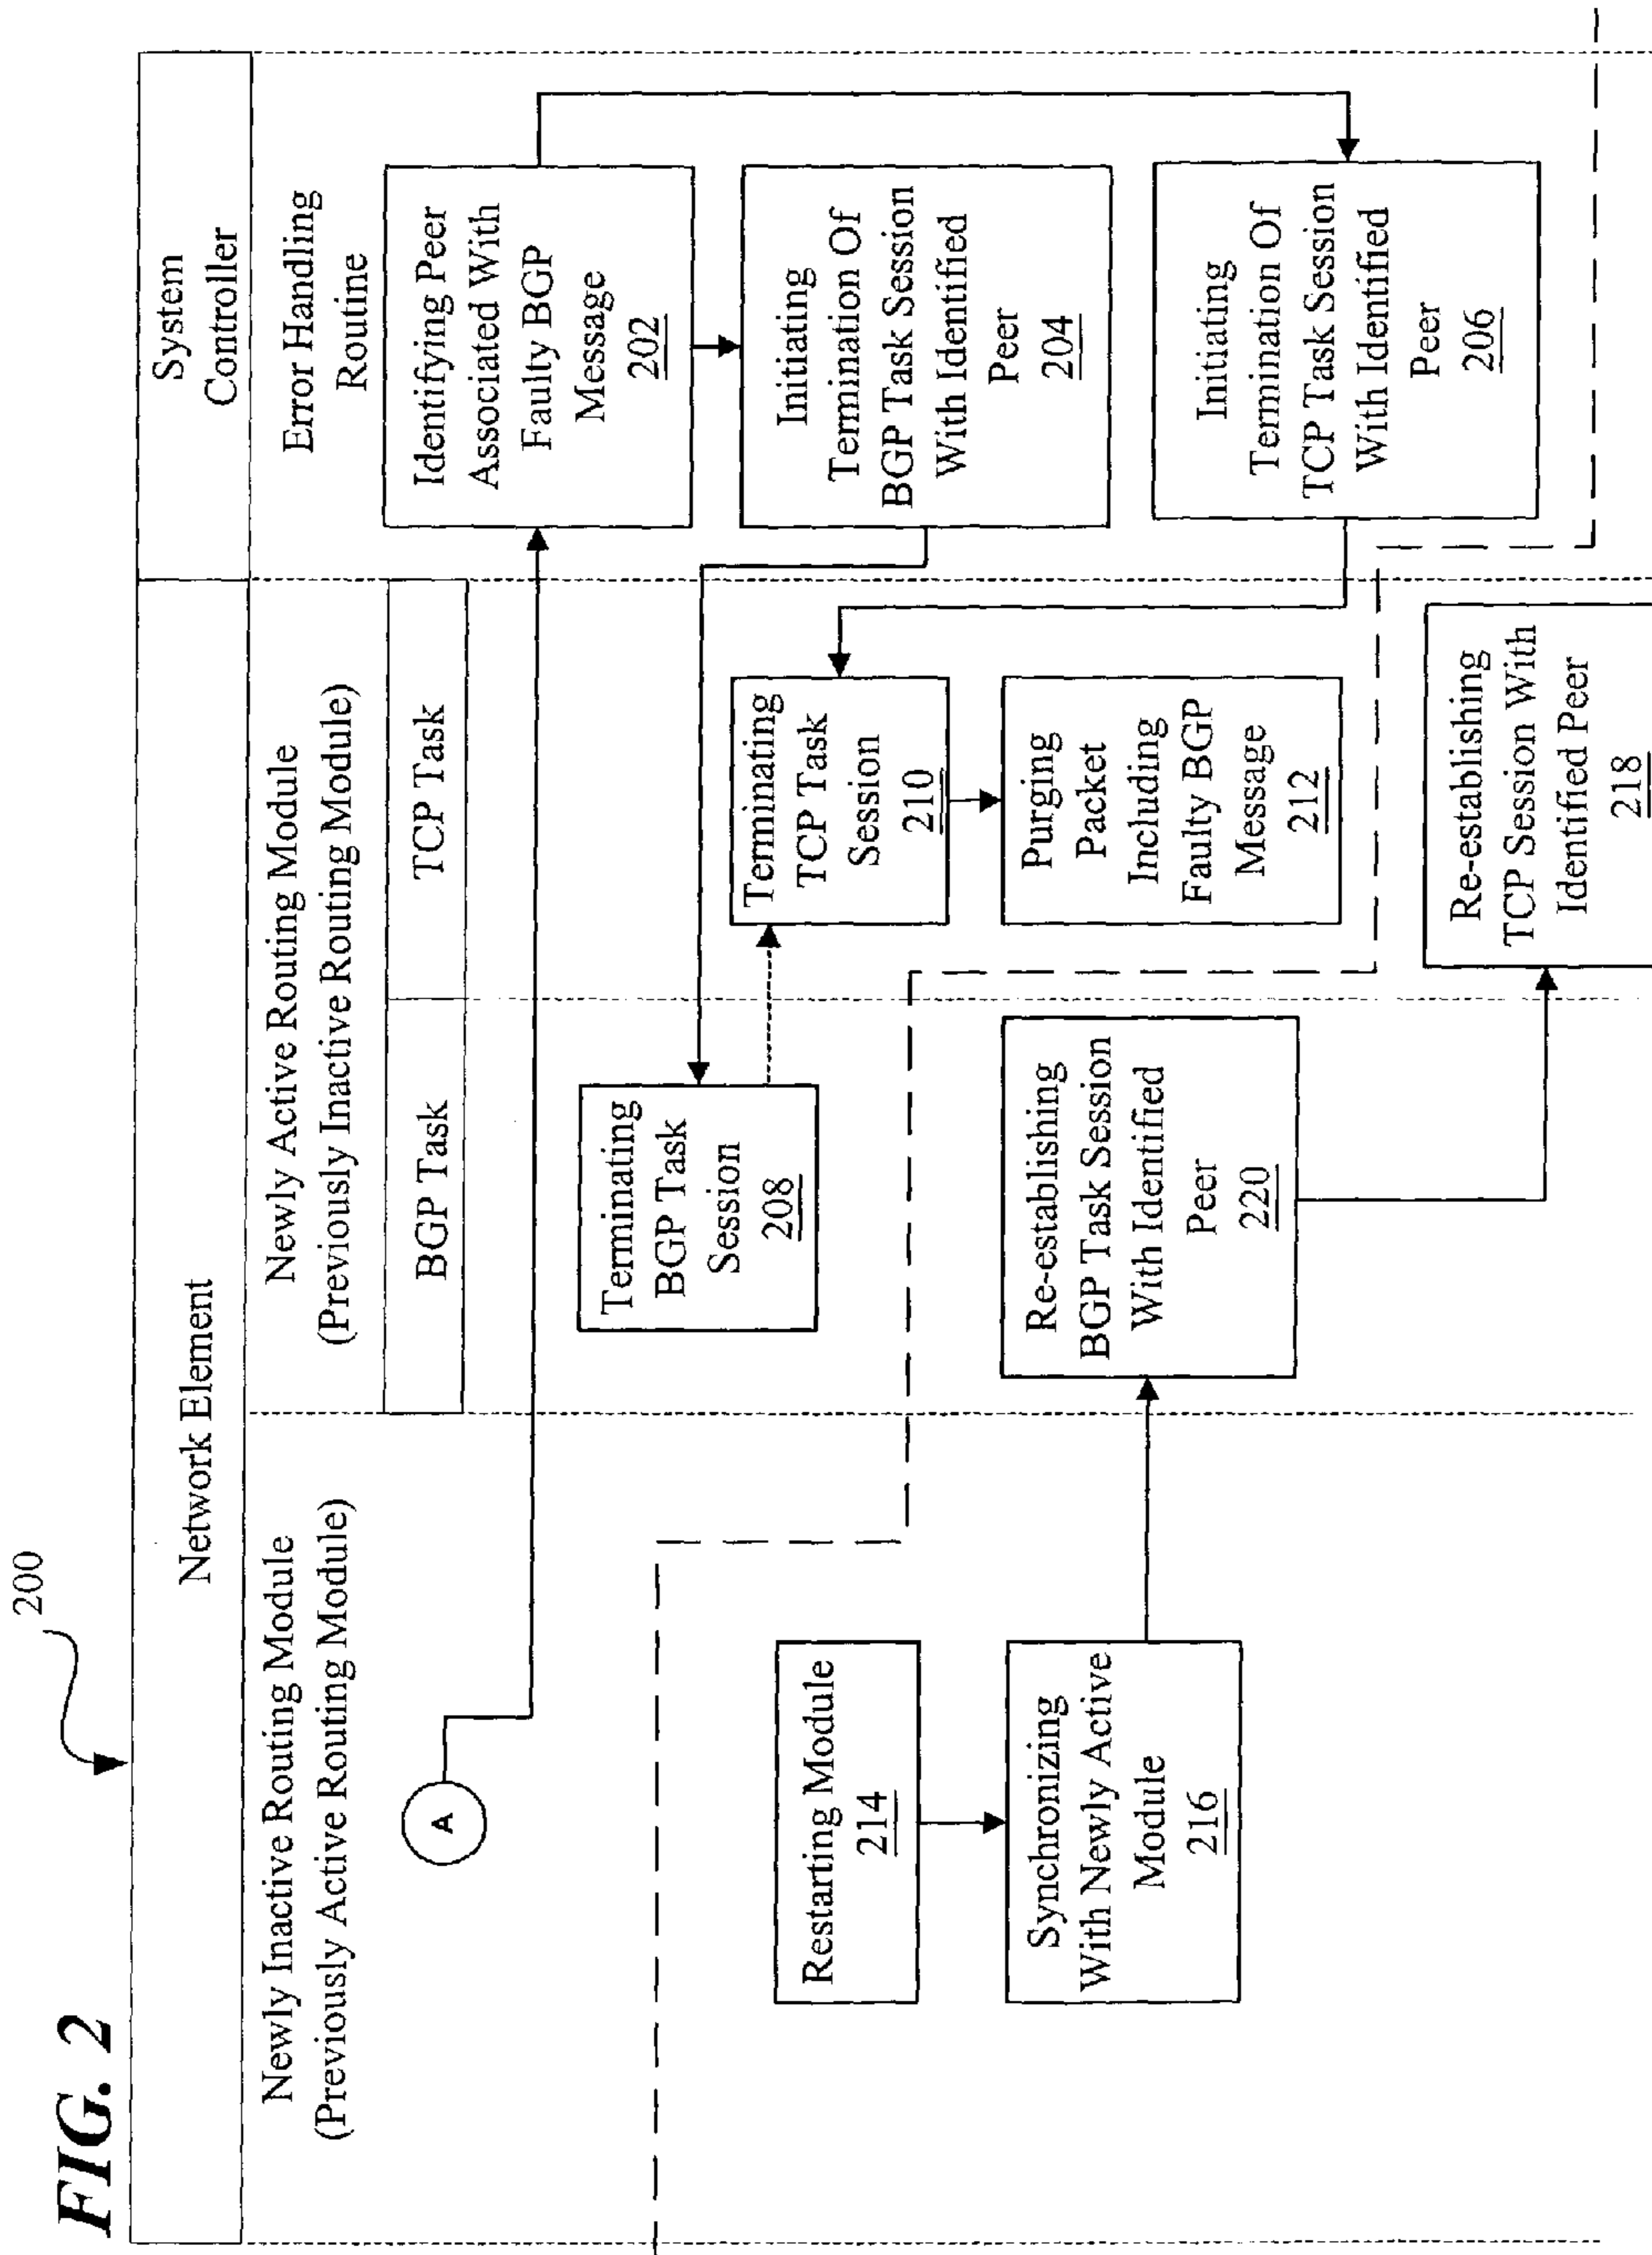 FIG. 2
200
Network Element
System
Controller
Newly Inactive Routing Module
(Previously Active Routing Module)
Newly Active Routing Module
(Previously Inactive Routing Module)
Error Handling
Routine
BGP Task
TCP Task
A
Identifying Peer
Associated With
Faulty BGP
Message
202
Initiating
Termination Of
BGP Task Session
With Identified
Peer
204
Initiating
Termination Of
TCP Task Session
With Identified
Peer
206
Terminating
BGP Task
Session
208
Terminating
TCP Task
Session
210
Purging
Packet
Including
Faulty BGP
Message
212
Restarting Module
214
Synchronizing
With Newly Active
Module
216
Re-establishing
BGP Task Session
With Identified
Peer
220
Re-establishing
TCP Session With
Identified Peer
218